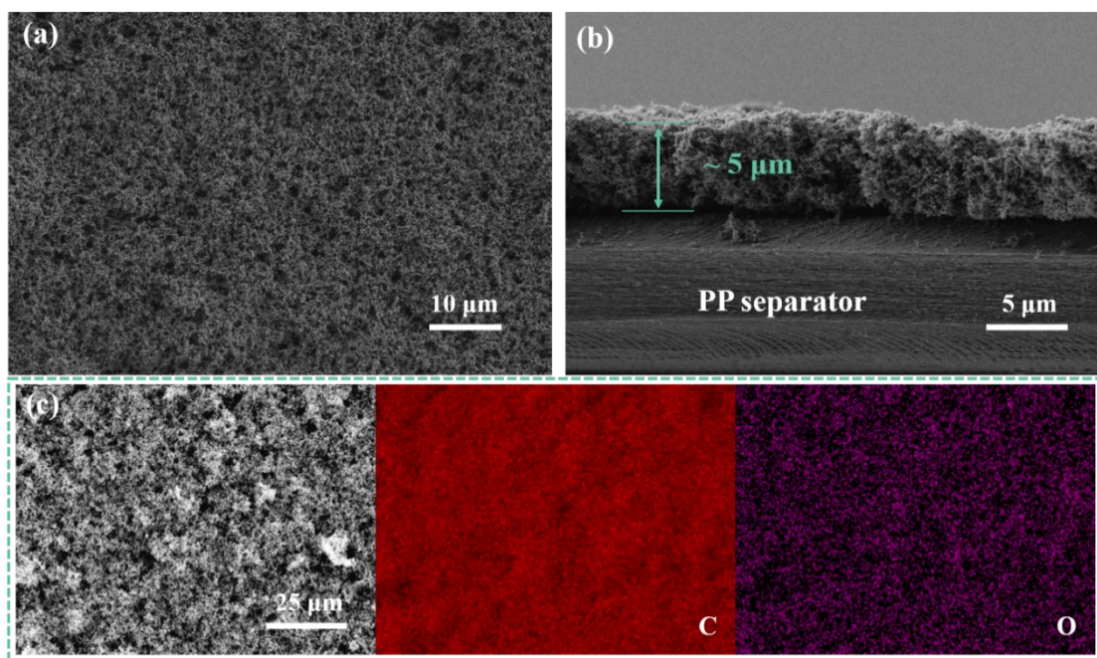 (a)
10 μm
(b)
~ 5 μm
PP separator
5 μm
(c)
25 μm
C
O